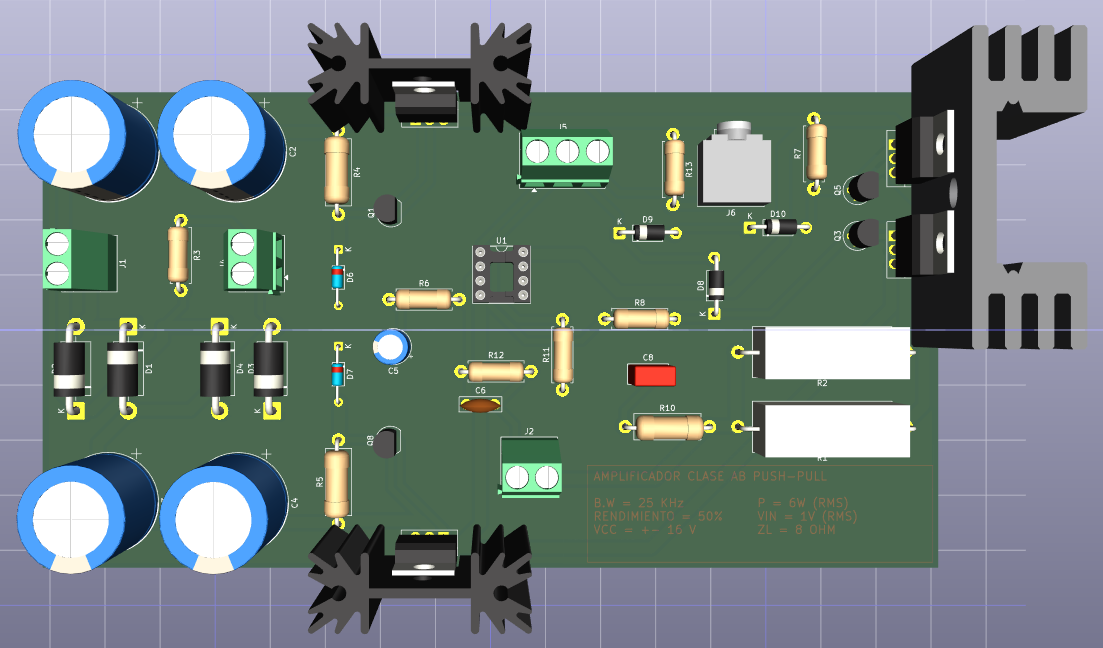 C2
R4
Q1
J5
R13
J6
R7
Q5
Q3
K
D9
K
D10
J1
R3
U1
K
D6
R6
D8
K
R8
K
D1
K
D4
D3
K
K
K
D7
C5
R12
R11
C6
C8
R2
R10
R1
Q8
R5
C4
J2
AMPLIFICADOR CLASE AB PUSH-PULL
B.W = 25 KHz P = 6W (RMS)
RENDIMIENTO = 50% VIN = 1V (RMS)
VCC = +- 16 V ZL = 8 OHM